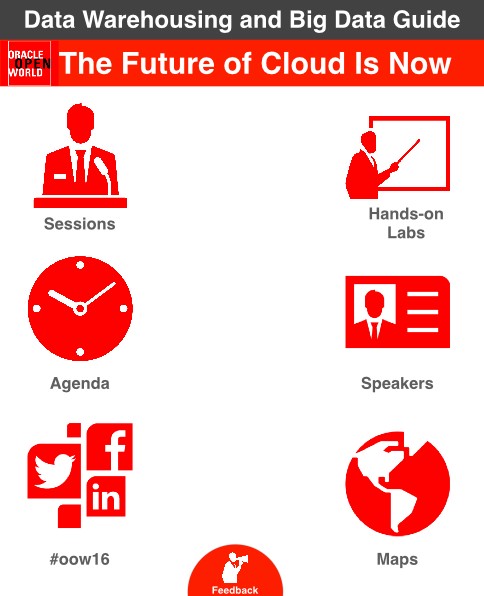 Data Warehousing and Big Data Guide
ORACLE
OPEN
WORLD
The Future of Cloud Is Now
Sessions
Hands-on
Labs
Agenda
Speakers
f
in
#oow16
Maps
Feedback